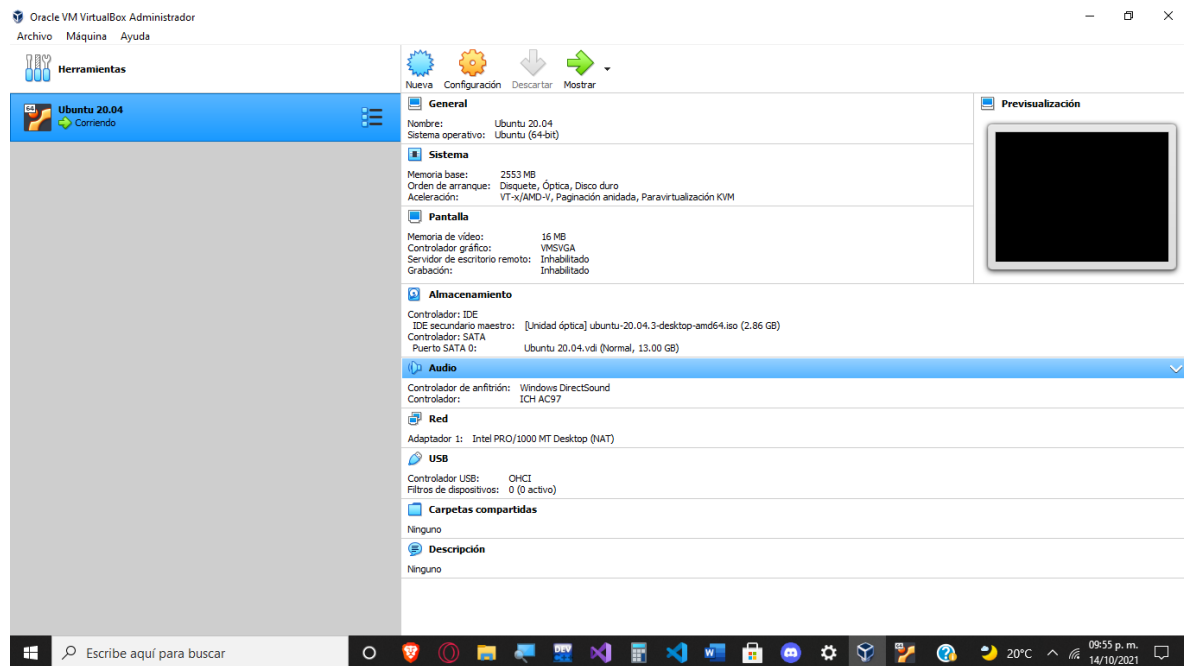 Oracle VM VirtualBox Administrador
Archivo Máquina Ayuda
Herramientas
Nueva Configuración Descartar Mostrar
64
Ubuntu 20.04
Corriendo
General
Nombre: Ubuntu 20.04
Sistema operativo: Ubuntu (64-bit)
Previsualización
Sistema
Memoria base: 2553 MB
Orden de arranque: Disquete, Óptica, Disco duro
Aceleración: VT-x/AMD-V, Paginación anidada, Paravirtualización KVM
Pantalla
Memoria de vídeo: 16 MB
Controlador gráfico: VMSVGA
Servidor de escritorio remoto: Inhabilitado
Grabación: Inhabilitado
Almacenamiento
Controlador: IDE
IDE secundario maestro: [Unidad óptica] ubuntu-20.04.3-desktop-amd64.iso (2.86 GB)
Controlador: SATA
Puerto SATA 0: Ubuntu 20.04.vdi (Normal, 13.00 GB)
Audio
Controlador de anfitrión: Windows DirectSound
Controlador: ICH AC97
Red
Adaptador 1: Intel PRO/1000 MT Desktop (NAT)
USB
Controlador USB: OHCI
Filtros de dispositivos: 0 (0 activo)
Carpetas compartidas
Ninguno
Descripción
Ninguno
Escribe aquí para buscar
DEV
20°C
09:55 p. m.
14/10/2021